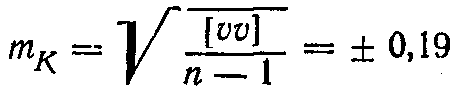 m_K = √([vv] / (n — 1)) = ± 0,19